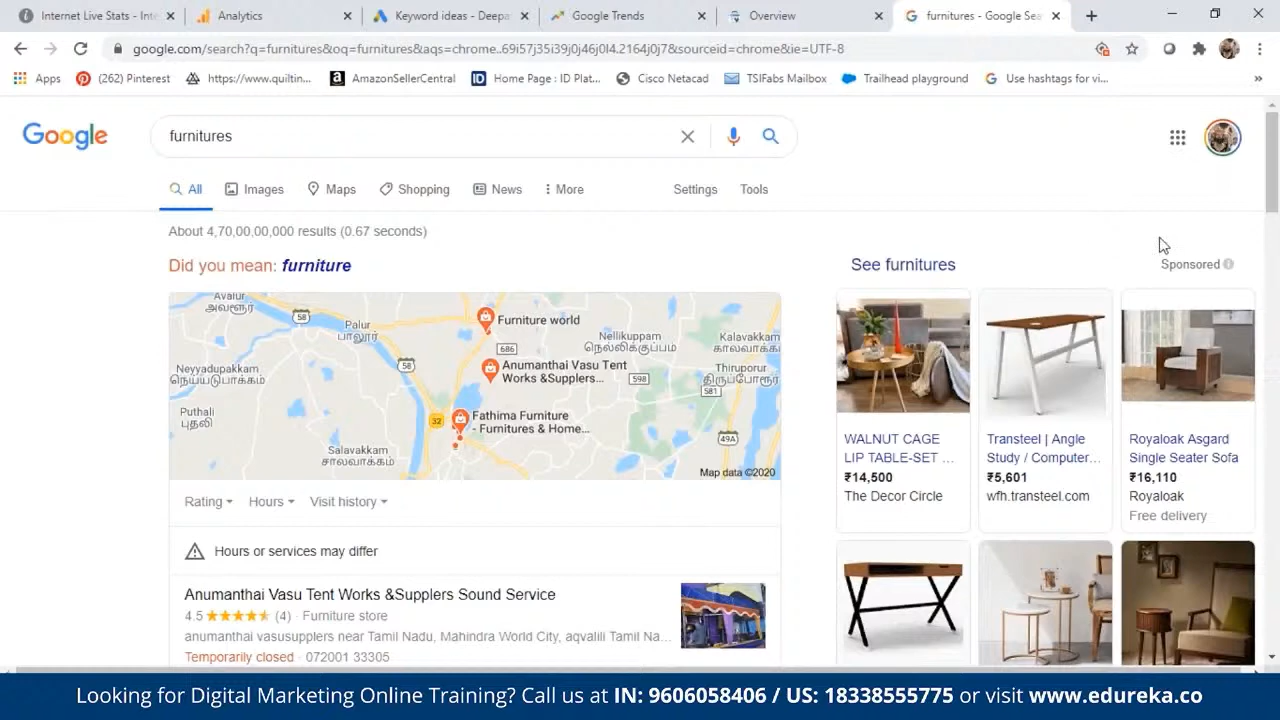 Internet Live Stats - Inte
Analytics
Keyword ideas - Deepa
Google Trends
Overview
furnitures - Google Sea
google.com/search?q=furnitures&oq=furnitures&aqs=chrome..69i57j35i39j0j46j0l4.2164j0j7&sourceid=chrome&ie=UTF-8
Apps
(262) Pinterest
https://www.quiltin...
AmazonSellerCentral
Home Page : ID Plat...
Cisco Netacad
TSIFabs Mailbox
Trailhead playground
Use hashtags for vi...
»
Google
furnitures
All
Images
Maps
Shopping
News
More
Settings
Tools
About 4,70,00,00,000 results (0.67 seconds)
Did you mean: furniture
See furnitures
Sponsored
Avalur
அவளூர்
58
Palur
பாலூர்
Furniture world
686
Nellikuppam
நெல்லிக்குப்பம்
Kalavakkam
காலவாக்கம்
Neyyadupakkam
நெய்யடுபாக்கம்
58
Anumanthai Vasu Tent
Works &Supplers...
598
Thiruporur
திருப்போரூர்
581
Puthali
புதலி
32
Fathima Furniture
- Furnitures & Home...
49A
Salavakkam
சாலவாக்கம்
Map data ©2020
WALNUT CAGE
LIP TABLE-SET ...
₹14,500
The Decor Circle
Transteel | Angle
Study / Computer...
₹5,601
wfh.transteel.com
Royaloak Asgard
Single Seater Sofa
₹16,110
Royaloak
Free delivery
Rating
Hours
Visit history
Hours or services may differ
Anumanthai Vasu Tent Works &Supplers Sound Service
4.5 ★★★★★ (4) · Furniture store
anumanthai vasusupplers near Tamil Nadu, Mahindra World City, aqvalili Tamil Na...
Temporarily closed · 072001 33305
Looking for Digital Marketing Online Training? Call us at IN: 9606058406 / US: 18338555775 or visit www.edureka.co